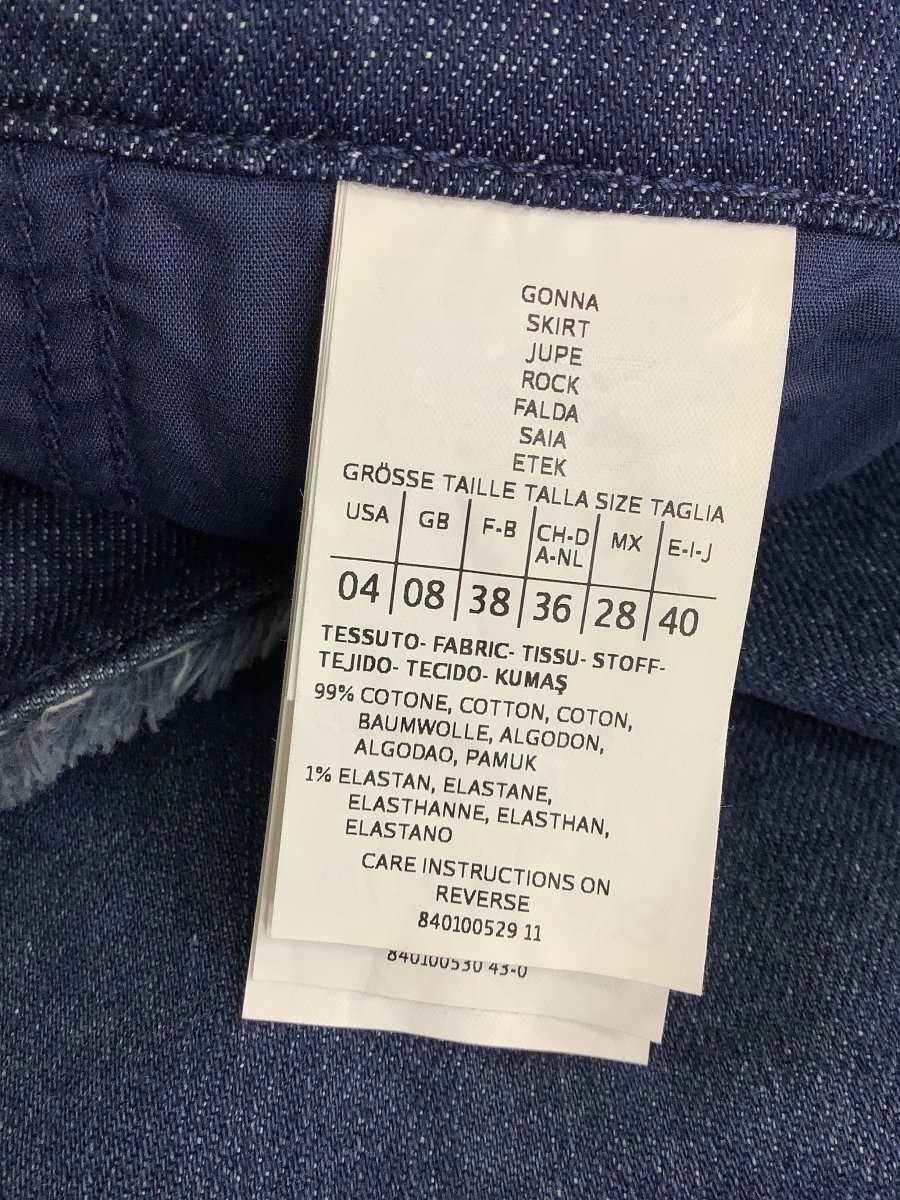 GONNA
SKIRT
JUPE
ROCK
FALDA
SAIA
ETEK
GRÖSSE TAILLE TALLA SIZE TAGLIA
USA GB F-B CH-D A-NL MX E-I-J
04 08 38 36 28 40
TESSUTO- FABRIC- TISSU- STOFF-
TEJIDO- TECIDO- KUMAŞ
99% COTONE, COTTON, COTON,
BAUMWOLLE, ALGODON,
ALGODAO, PAMUK
1% ELASTAN, ELASTANE,
ELASTHANNE, ELASTHAN,
ELASTANO
CARE INSTRUCTIONS ON
REVERSE
840100529 11
840100530 43-0